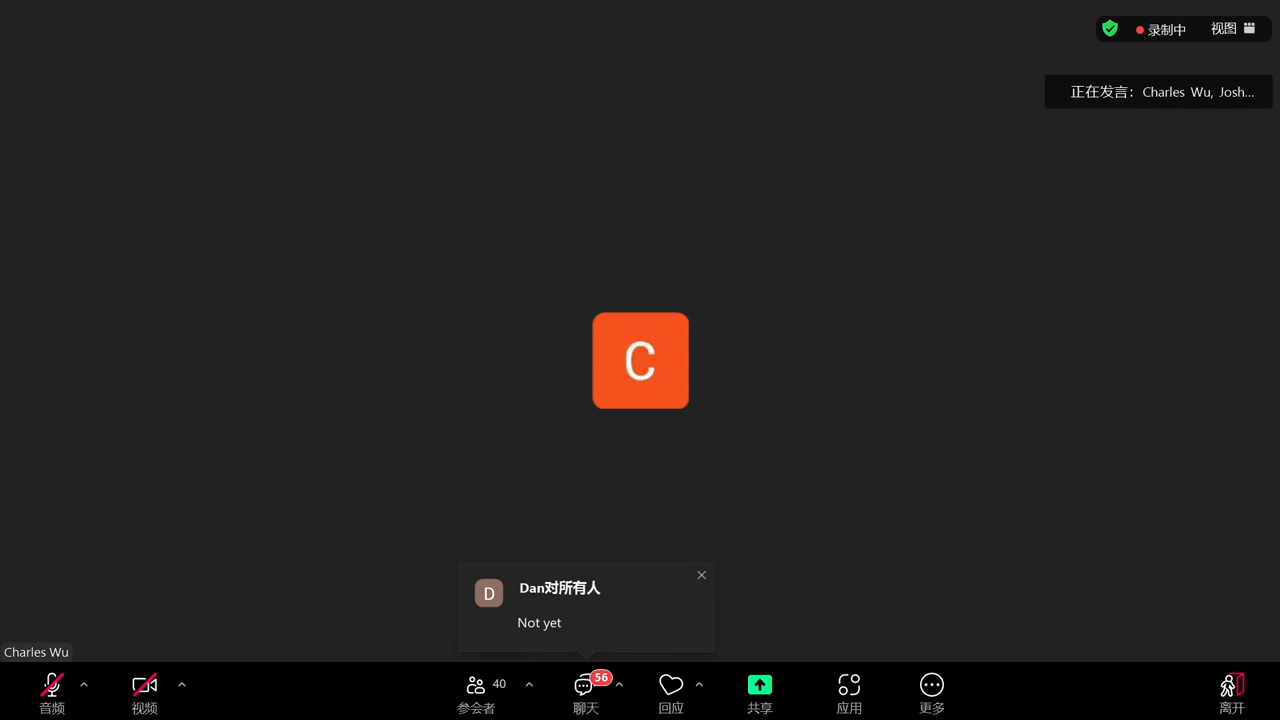 录制中
视图
正在发言: Charles Wu, Josh...
C
D
Dan对所有人
Not yet
Charles Wu
音频
视频
40
参会者
56
聊天
回应
共享
应用
更多
离开